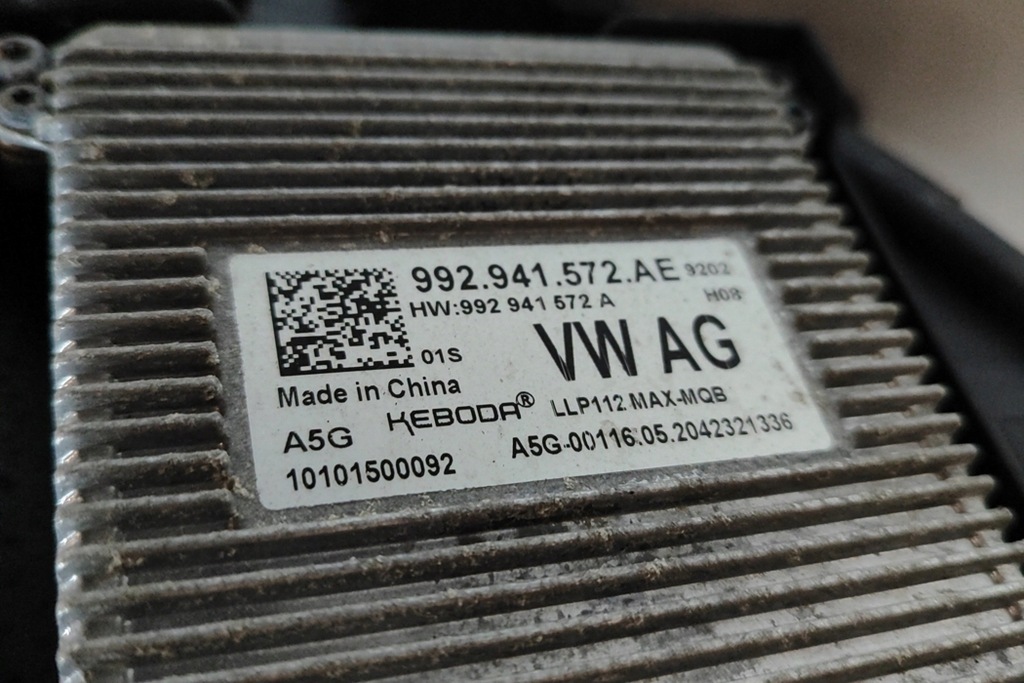 992.941.572.AE 9202
HW:992 941 572 A H08
01S VW AG
Made in China
KEBODA® LLP112.MAX-MQB
A5G A5G-00116.05.2042321336
10101500092